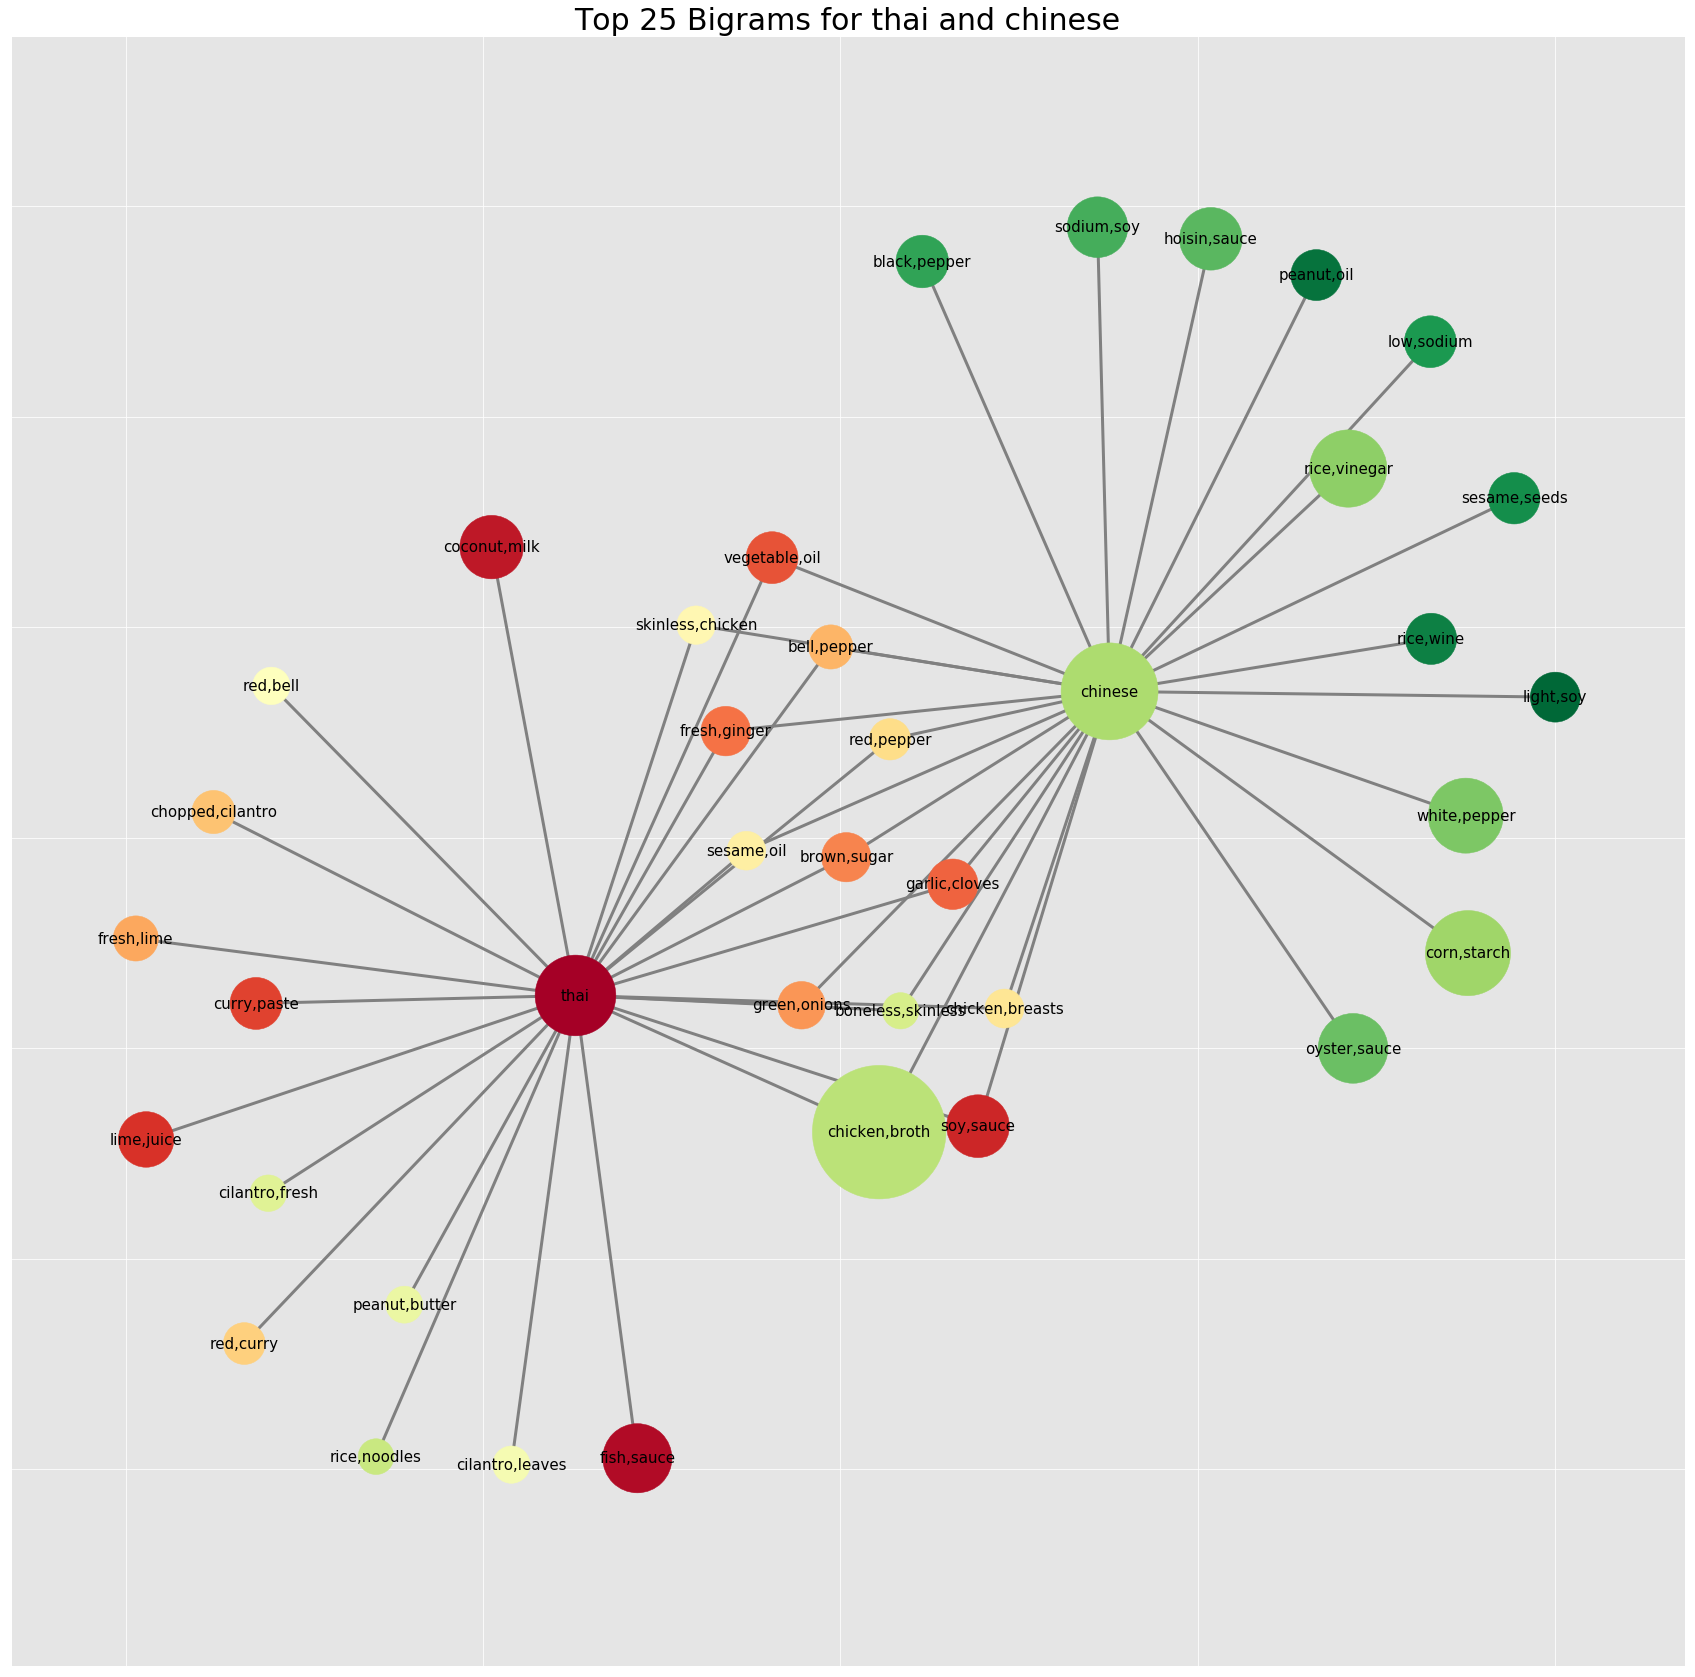 Top 25 Bigrams for thai and chinese
sodium,soy
hoisin,sauce
black,pepper
peanut,oil
low,sodium
rice,vinegar
sesame,seeds
coconut,milk
vegetable,oil
skinless,chicken
rice,wine
bell,pepper
red,bell
chinese
light,soy
fresh,ginger
red,pepper
chopped,cilantro
white,pepper
sesame,oil
brown,sugar
garlic,cloves
fresh,lime
corn,starch
thai
curry,paste
green,onions
boneless,skinless
chicken,breasts
oyster,sauce
soy,sauce
chicken,broth
lime,juice
cilantro,fresh
peanut,butter
red,curry
rice,noodles
fish,sauce
cilantro,leaves